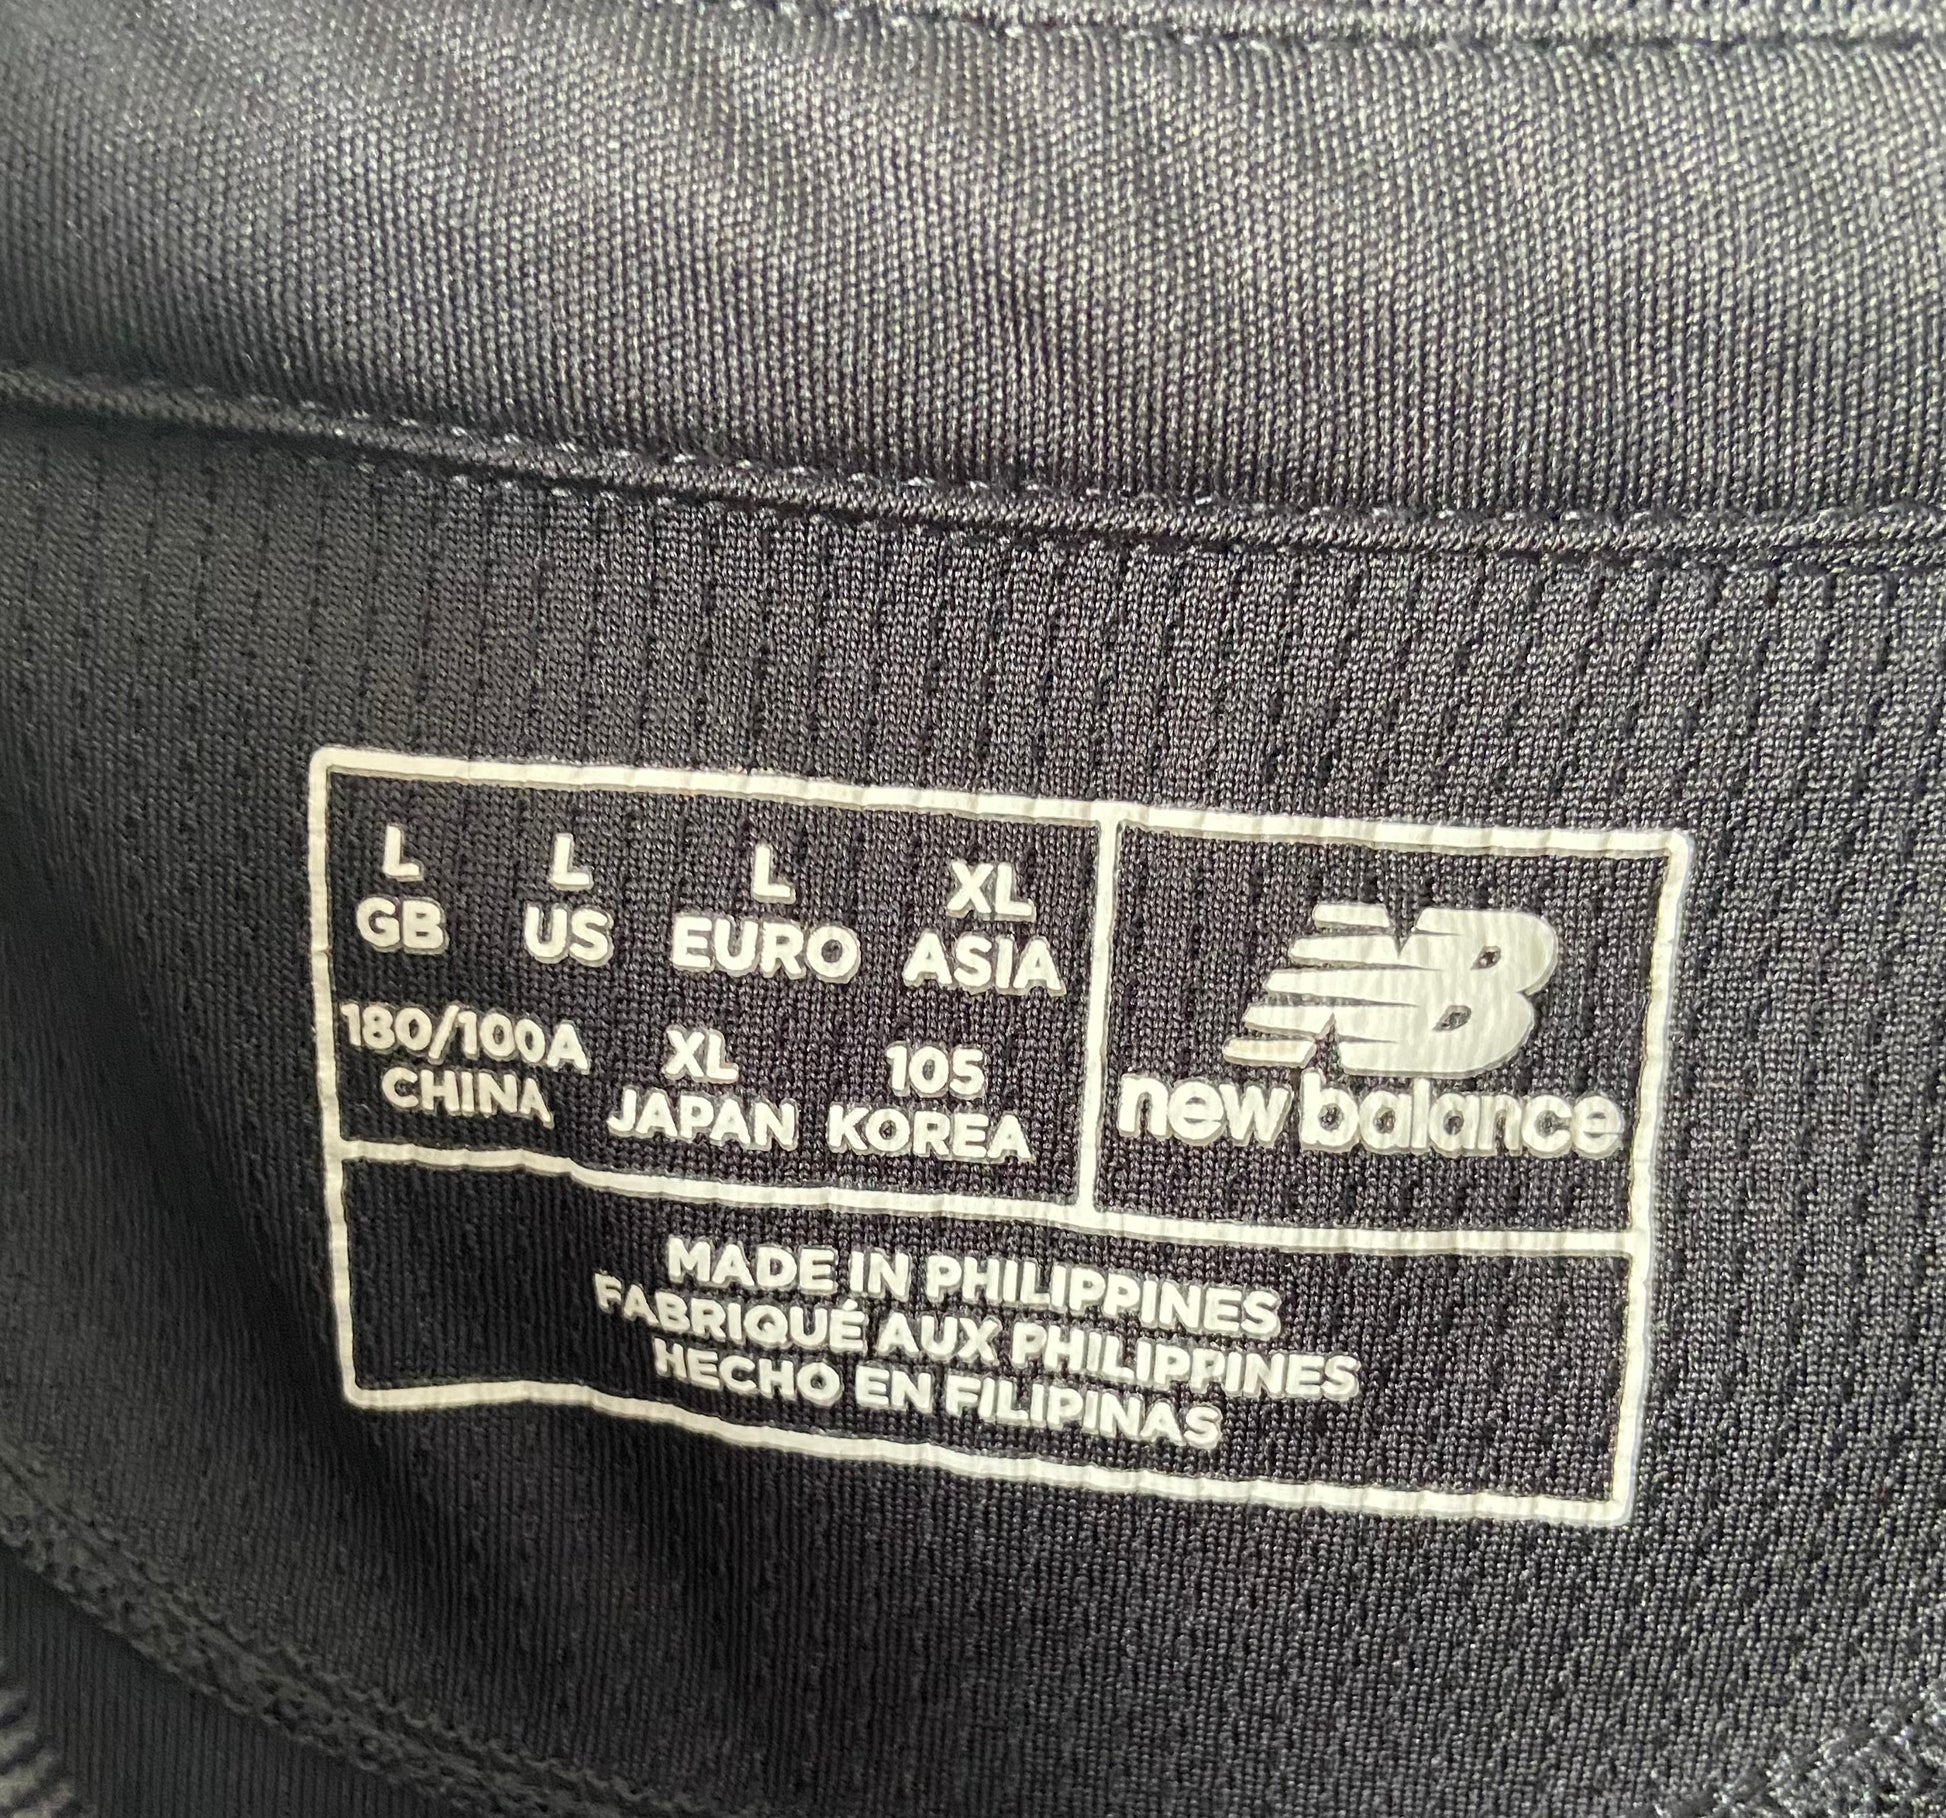 L L L XL
GB US EURO ASIA
180/100A XL 105
CHINA JAPAN KOREA
NB
new balance
MADE IN PHILIPPINES
FABRIQUÉ AUX PHILIPPINES
HECHO EN FILIPINAS